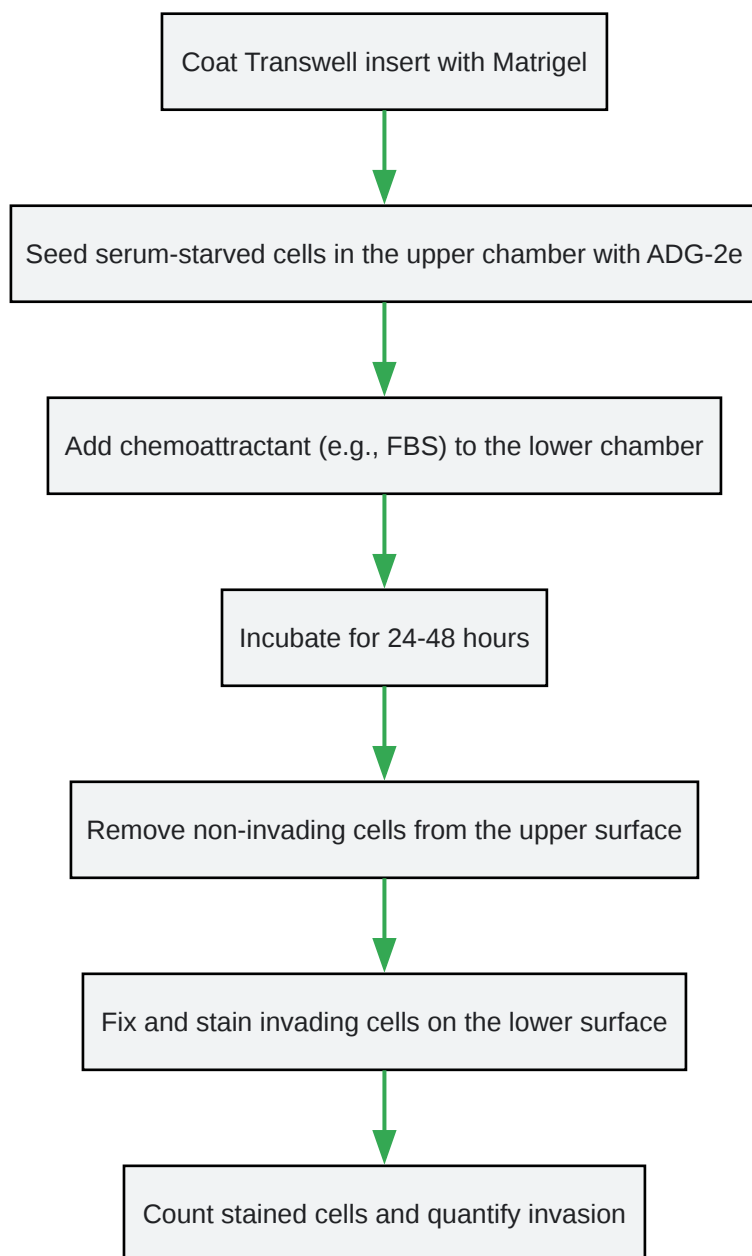 Coat Transwell insert with Matrigel
Seed serum-starved cells in the upper chamber with ADG-2e
Add chemoattractant (e.g., FBS) to the lower chamber
Incubate for 24-48 hours
Remove non-invading cells from the upper surface
Fix and stain invading cells on the lower surface
Count stained cells and quantify invasion